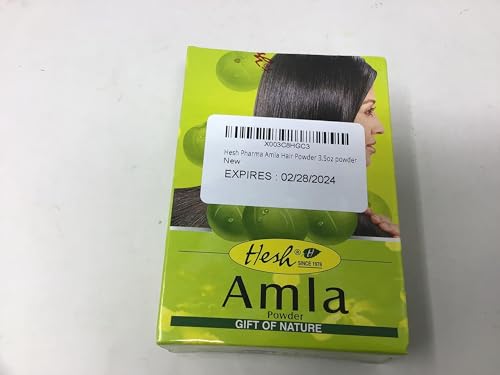 X003C8HGC3
Hesh Pharma Amla Hair Powder 3.5oz powder
New
EXPIRES : 02/28/2024
Hesh ® H
SINCE 1976
Amla
Powder
GIFT OF NATURE